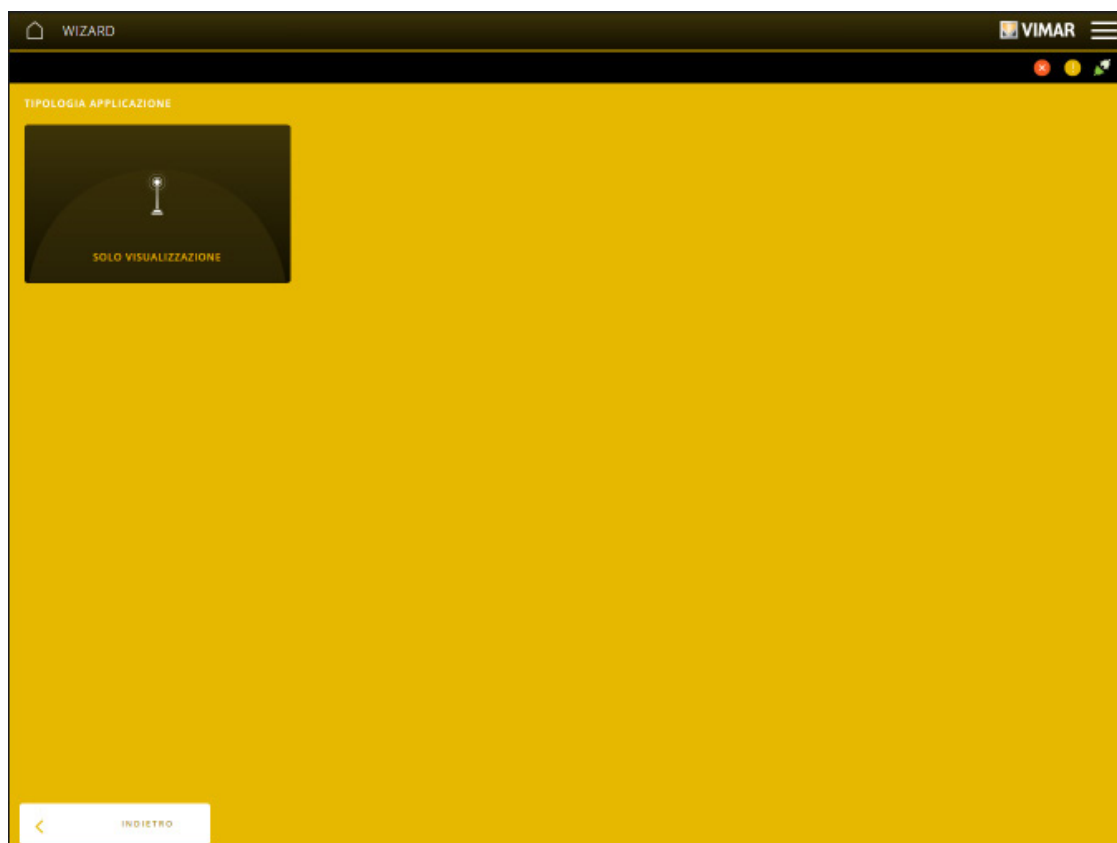 WIZARD
VIMAR
TIPOLOGIA APPLICAZIONE
SOLO VISUALIZZAZIONE
INDIETRO